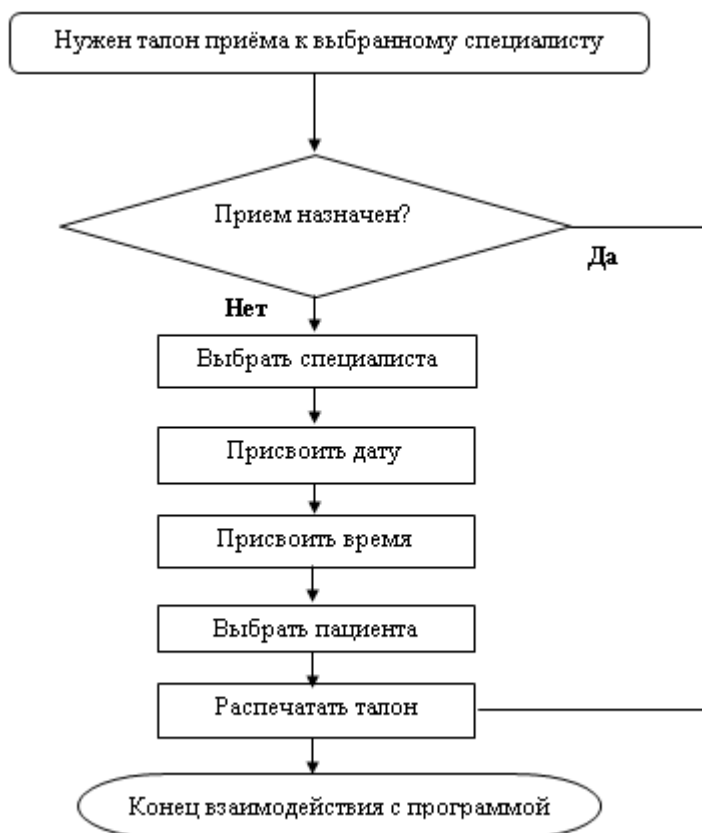 Нужен талон приёма к выбранному специалисту
Прием назначен?
Да
Нет
Выбрать специалиста
Присвоить дату
Присвоить время
Выбрать пациента
Распечатать талон
Конец взаимодействия с программой